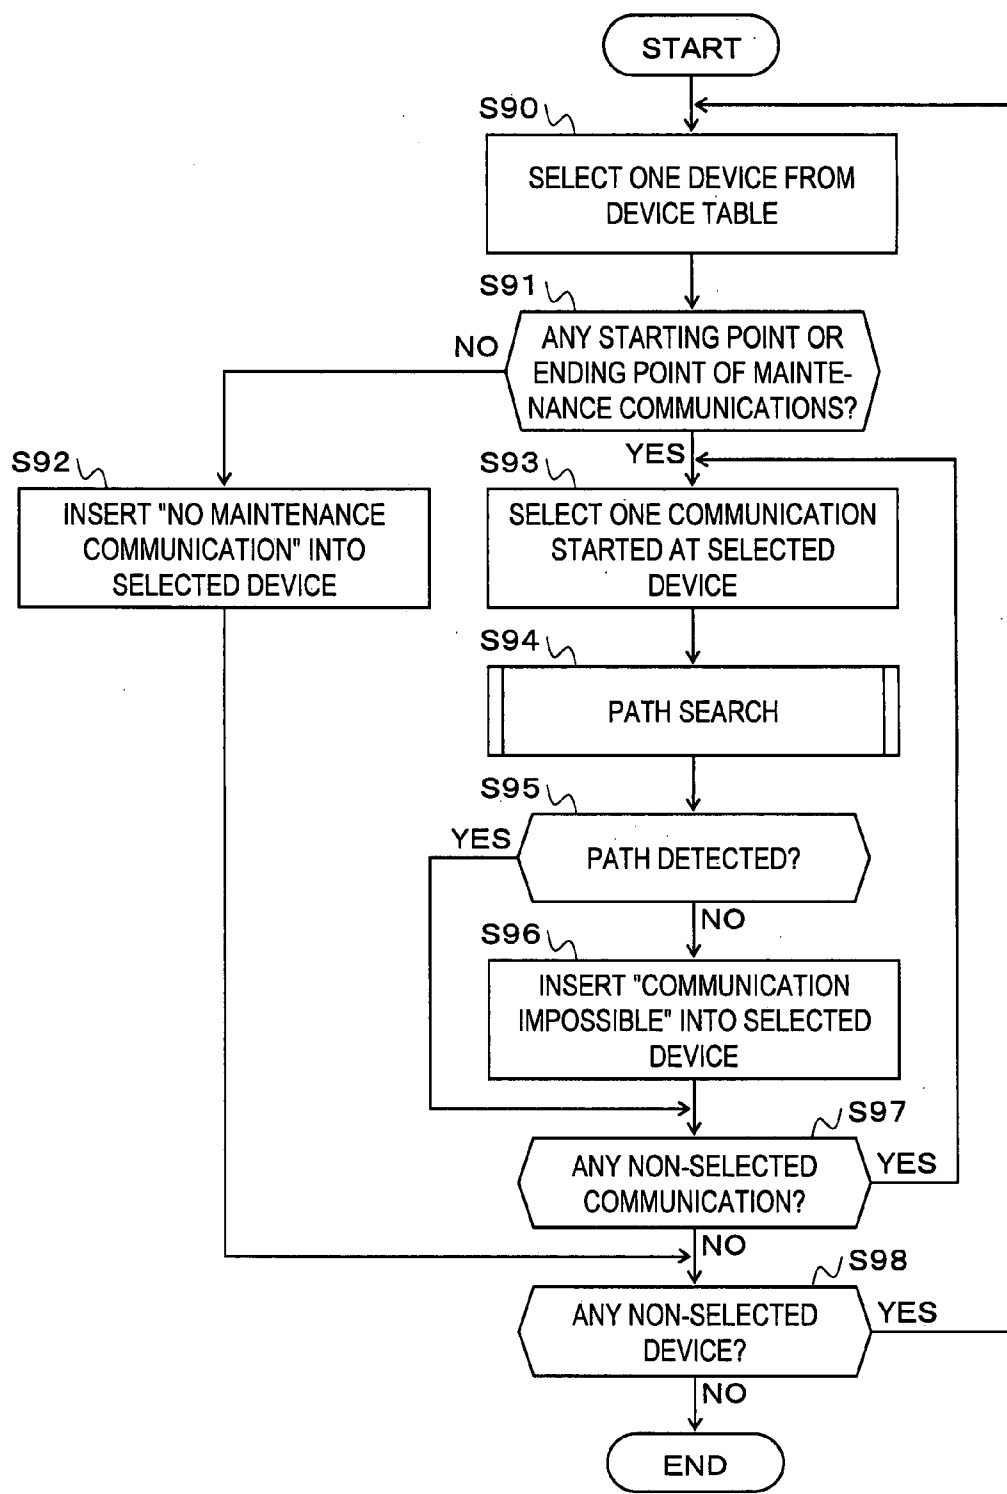 START
S90
SELECT ONE DEVICE FROM
DEVICE TABLE
S91
ANY STARTING POINT OR
ENDING POINT OF MAINTE-
NANCE COMMUNICATIONS?
NO
YES
S92
INSERT "NO MAINTENANCE
COMMUNICATION" INTO
SELECTED DEVICE
S93
SELECT ONE COMMUNICATION
STARTED AT SELECTED
DEVICE
S94
PATH SEARCH
S95
YES
PATH DETECTED?
NO
S96
INSERT "COMMUNICATION
IMPOSSIBLE" INTO SELECTED
DEVICE
S97
ANY NON-SELECTED
COMMUNICATION?
YES
NO
S98
ANY NON-SELECTED
DEVICE?
YES
NO
END